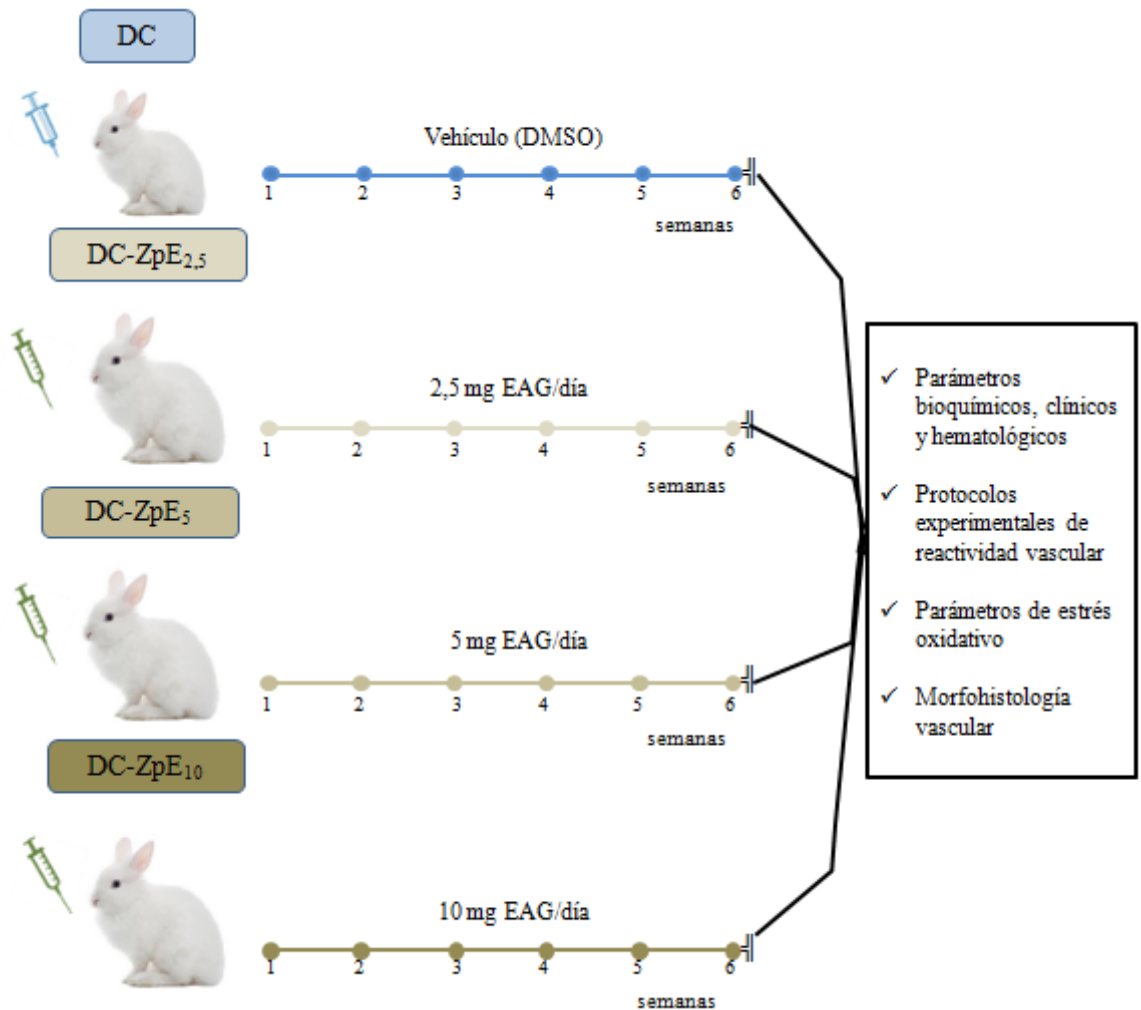 DC
Vehículo (DMSO)
1 2 3 4 5 6
semanas
DC-ZpE2,5
2,5 mg EAG/día
1 2 3 4 5 6
semanas
DC-ZpE5
5 mg EAG/día
1 2 3 4 5 6
semanas
DC-ZpE10
10 mg EAG/día
1 2 3 4 5 6
semanas
✓ Parámetros
bioquímicos, clínicos
y hematológicos
✓ Protocolos
experimentales de
reactividad vascular
✓ Parámetros de estrés
oxidativo
✓ Morfohistología
vascular